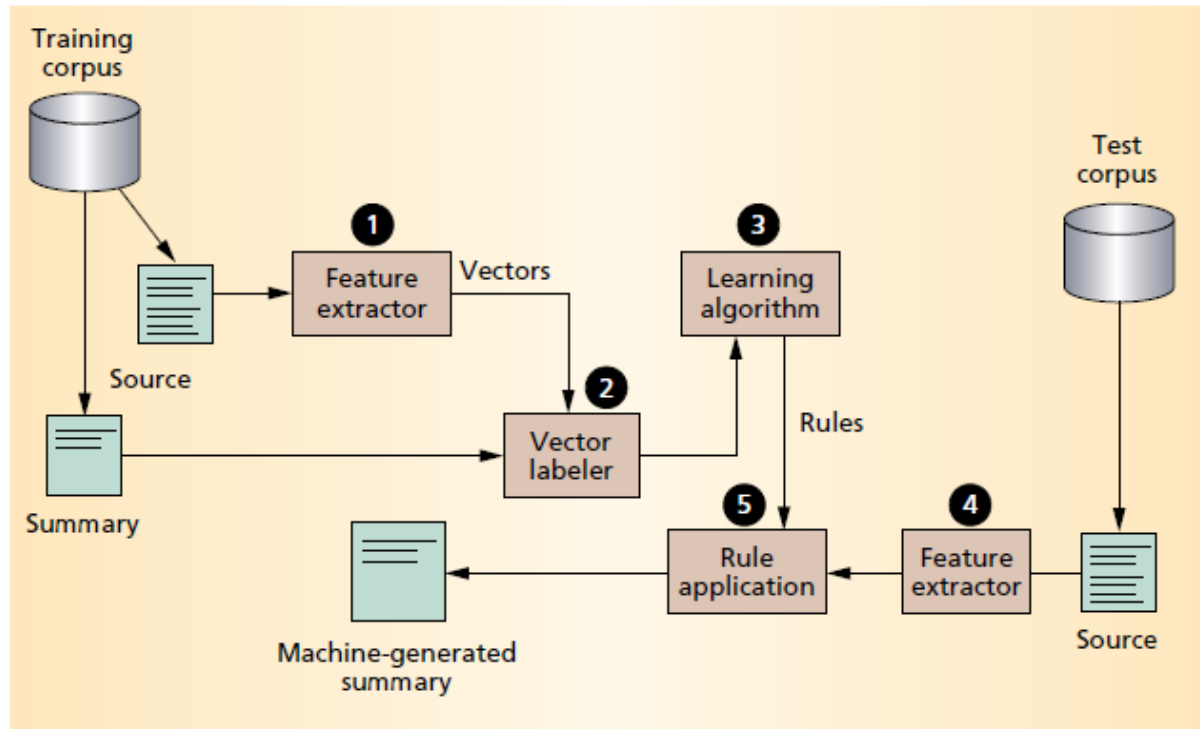 Training
corpus
Test
corpus
1
3
Feature
extractor
Vectors
Learning
algorithm
Source
2
Vector
labeler
Rules
Summary
5
4
Rule
application
Feature
extractor
Source
Machine-generated
summary